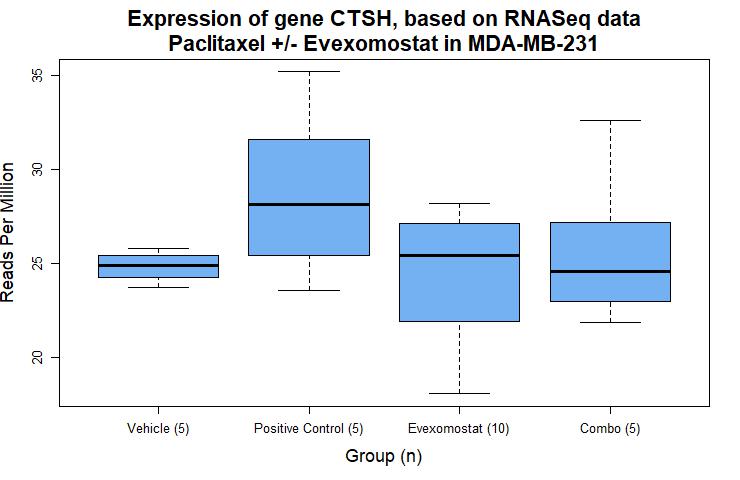 Expression of gene CTSH, based on RNASeq data
Paclitaxel +/- Evexomostat in MDA-MB-231
Reads Per Million
35
30
25
20
Vehicle (5)
Positive Control (5)
Evexomostat (10)
Combo (5)
Group (n)